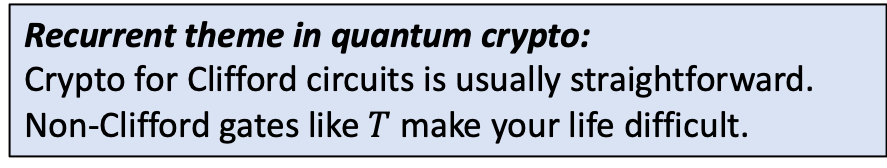 Recurrent theme in quantum crypto:
Crypto for Clifford circuits is usually straightforward.
Non-Clifford gates like T make your life difficult.